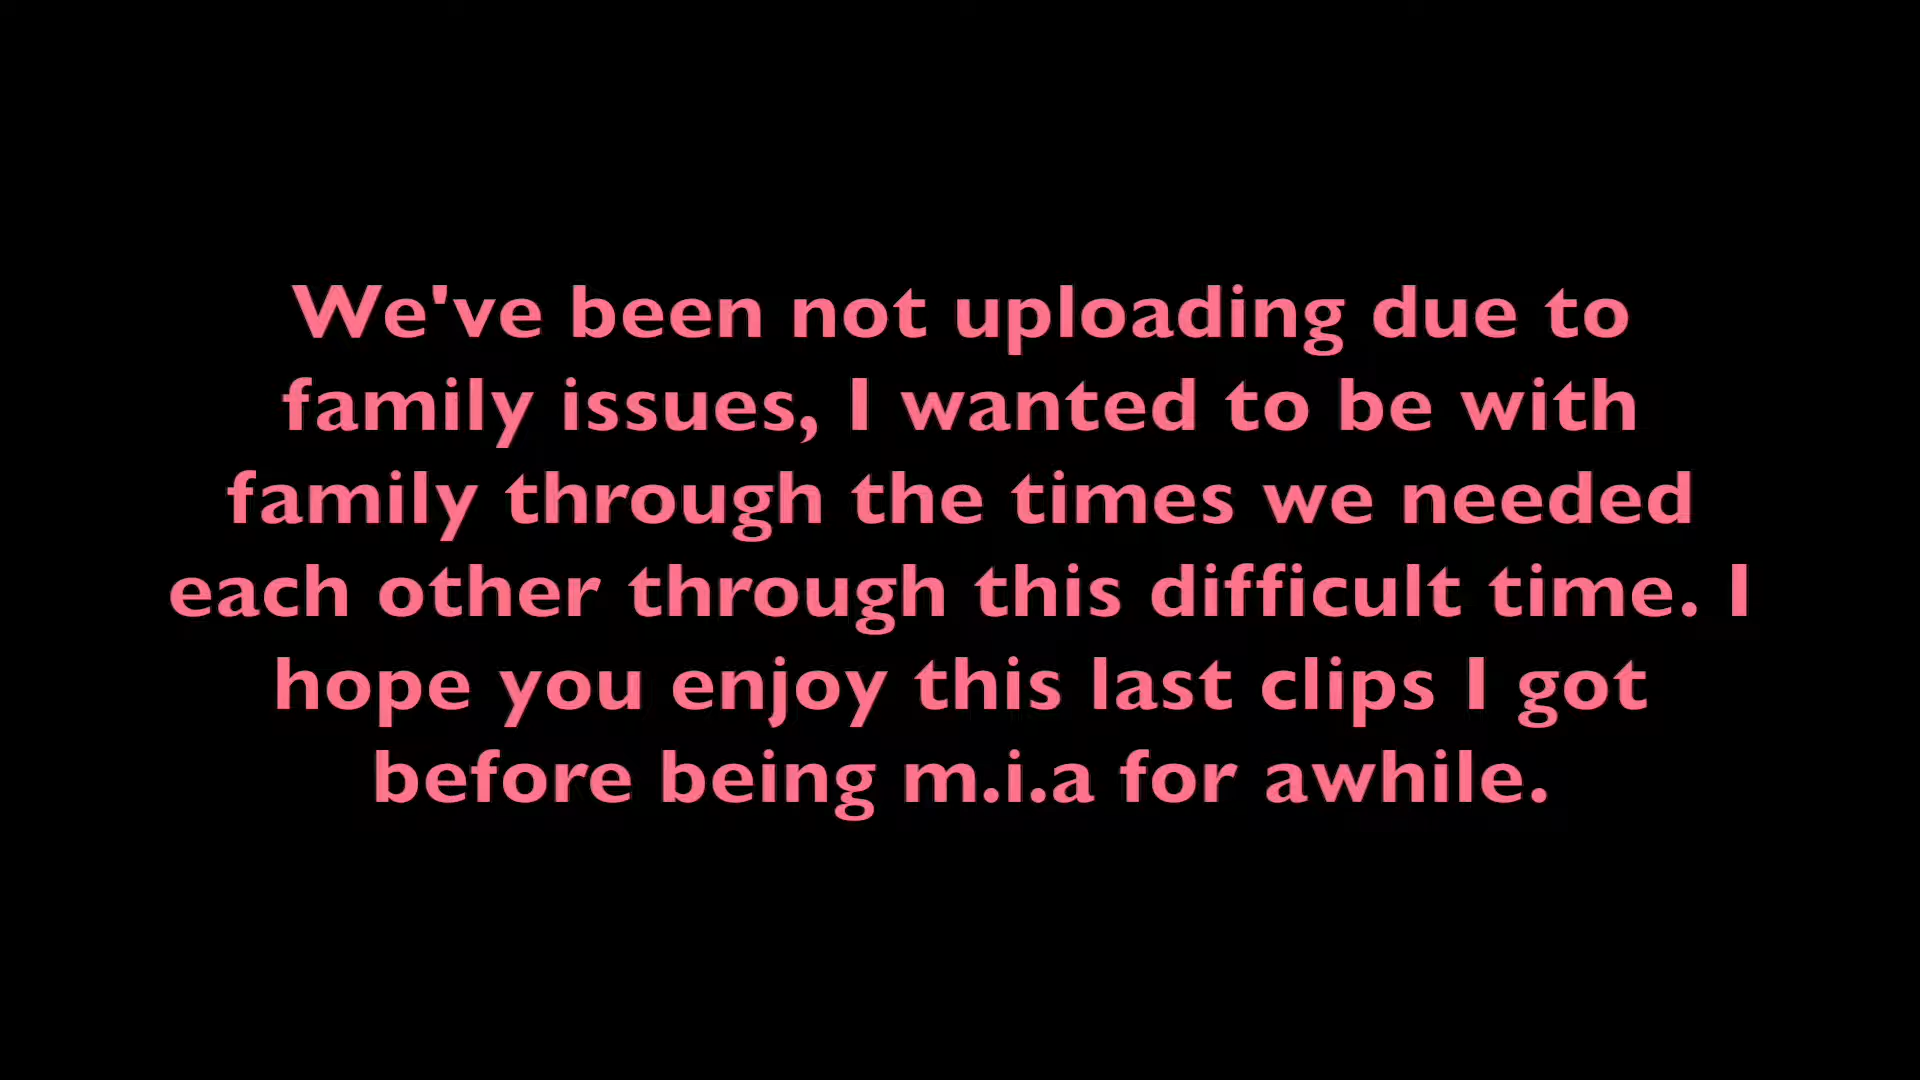 We've been not uploading due to
family issues, I wanted to be with
family through the times we needed
each other through this difficult time. I
hope you enjoy this last clips I got
before being m.i.a for awhile.